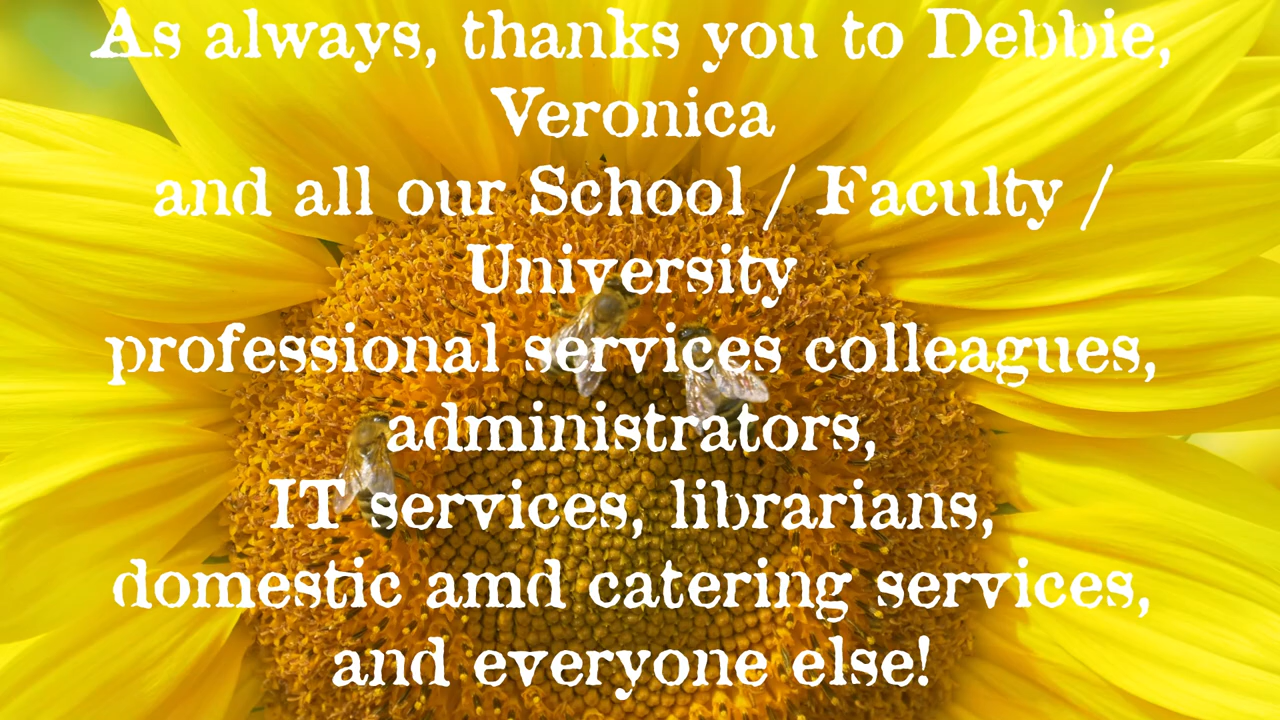 As always, thanks you to Debbie,
Veronica
and all our School / Faculty /
University
professional services colleagues,
administrators,
IT services, librarians,
domestic amd catering services,
and everyone else!